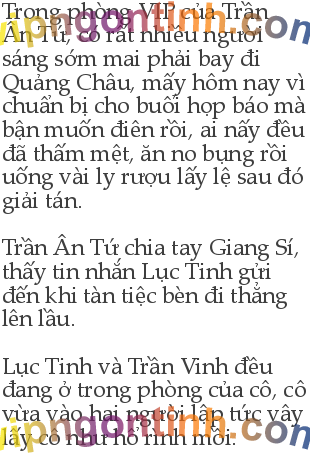 Trong phòng VIP của Trần
Ân Tứ, có rất nhiều người
sáng sớm mai phải bay đi
Quảng Châu, mấy hôm nay vì
chuẩn bị cho buổi họp báo mà
bận muốn điên rồi, ai nấy đều
đã thấm mệt, ăn no bụng rồi
uống vài ly rượu lấy lệ sau đó
giải tán.
Trần Ân Tứ chia tay Giang Sí,
thấy tin nhắn Lục Tinh gửi
đến khi tàn tiệc bèn đi thẳng
lên lầu.
Lục Tinh và Trần Vinh đều
đang ở trong phòng của cô, cô
vừa vào hai người lập tức vây
lấy cô như hổ rình mồi:
vipngontinh.com
vipngontinh.com